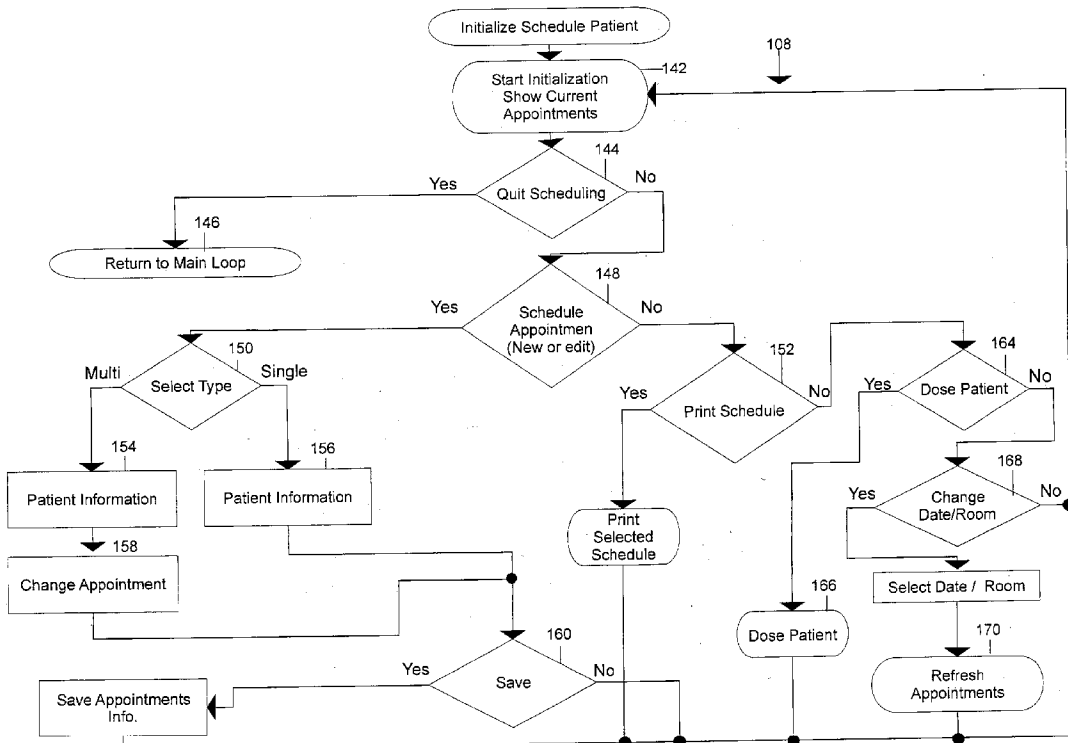 Initialize Schedule Patient
108
142
Start Initialization
Show Current
Appointments
144
Yes
No
Quit Scheduling
146
Return to Main Loop
148
Yes
No
Schedule
Appointmen
(New or edit)
150
Multi
Single
Select Type
152
Yes
No
Print Schedule
164
Yes
No
Dose Patient
154
Patient Information
156
Patient Information
168
Yes
No
Change
Date/Room
Print
Selected
Schedule
158
Change Appointment
Select Date / Room
166
Dose Patient
160
Yes
No
Save
170
Refresh
Appointments
Save Appointments
Info.